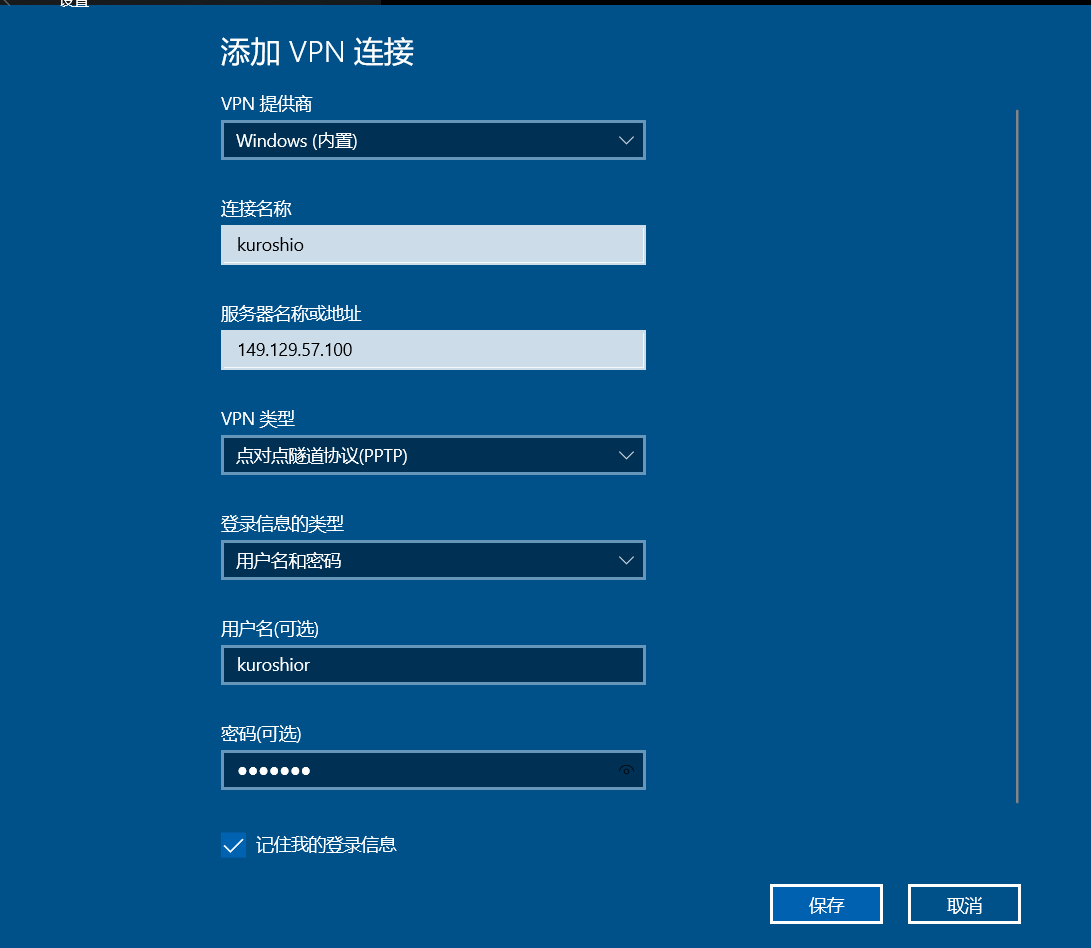 设置
添加 VPN 连接
VPN 提供商
Windows (内置)
连接名称
kuroshio
服务器名称或地址
149.129.57.100
VPN 类型
点对点隧道协议(PPTP)
登录信息的类型
用户名和密码
用户名(可选)
kuroshior
密码(可选)
●●●●●●●
记住我的登录信息
保存
取消